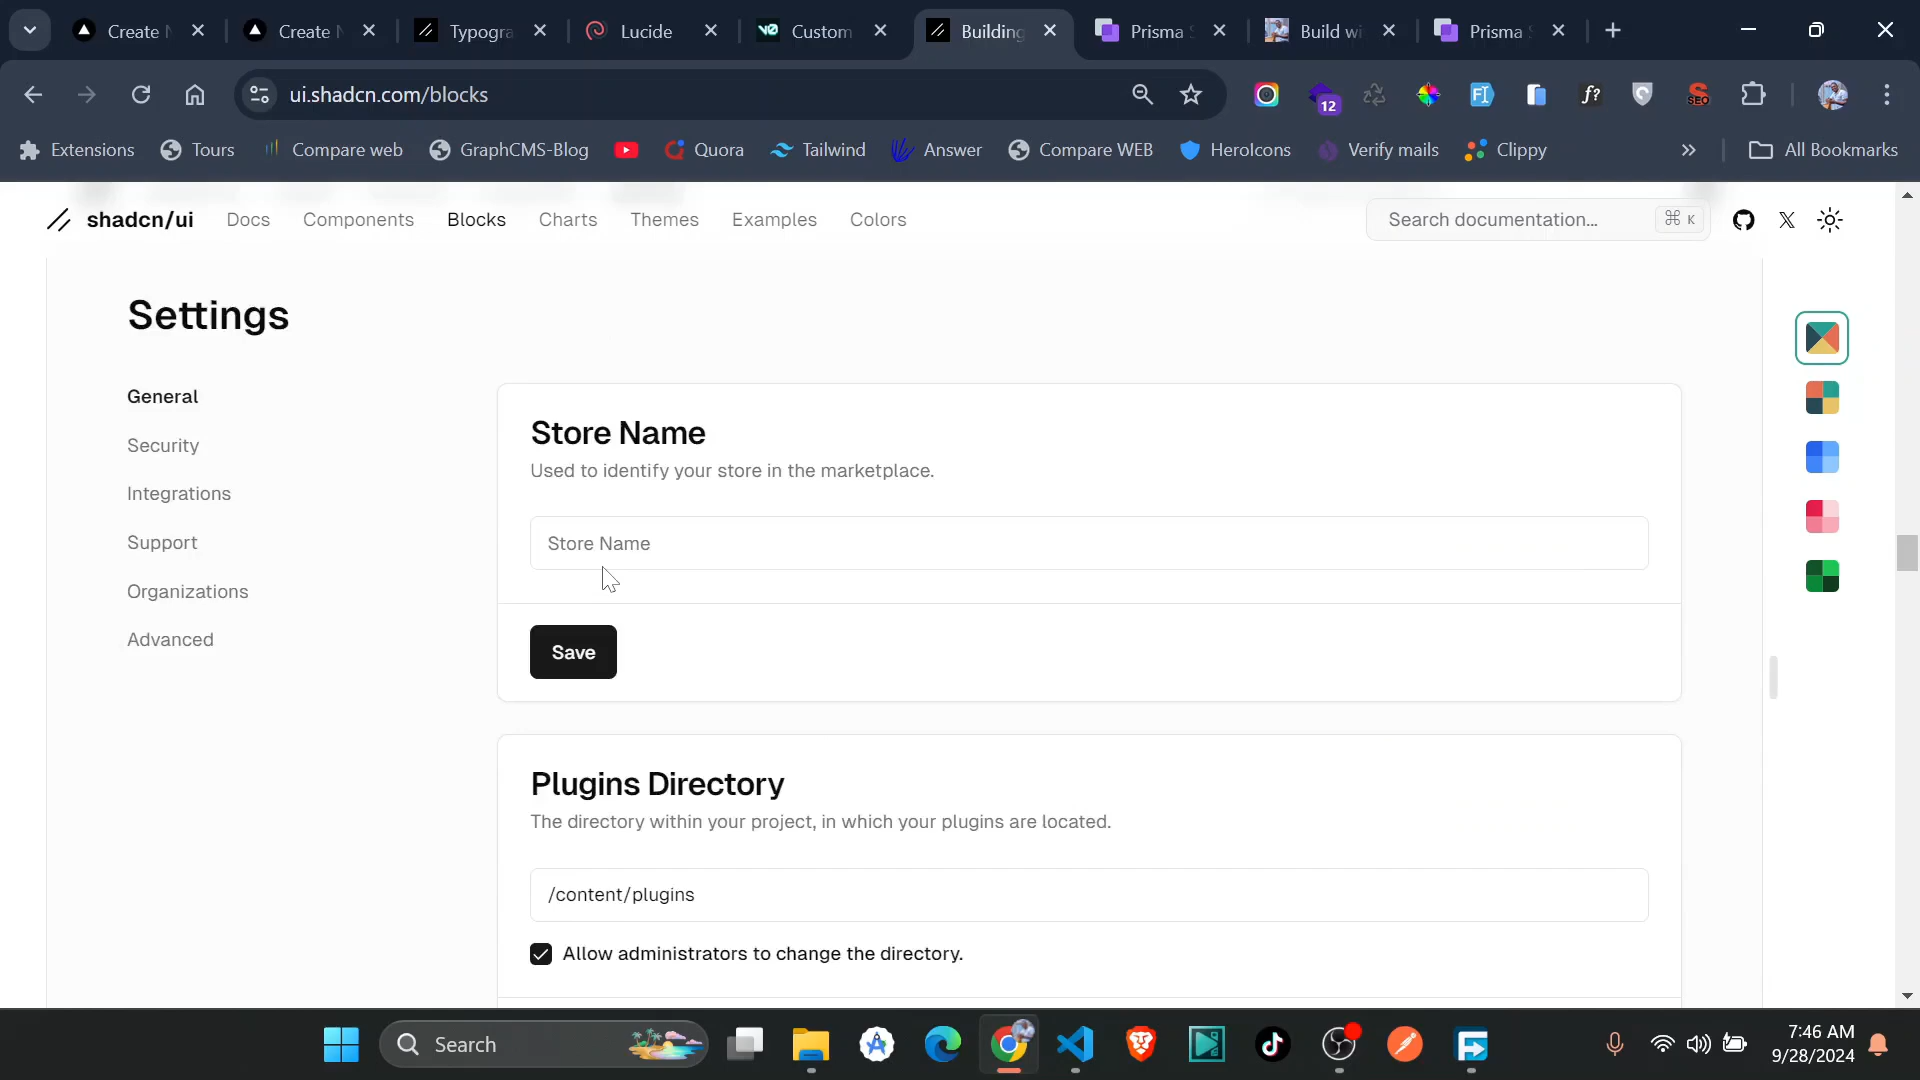 Create N
Create N
Typogra
Lucide
Custom
Building
Prisma S
Build wi
Prisma S
ui.shadcn.com/blocks
12
FI
f?
SEO
Extensions
Tours
Compare web
GraphCMS-Blog
Quora
Tailwind
Answer
Compare WEB
HeroIcons
Verify mails
Clippy
»
All Bookmarks
shadcn/ui
Docs
Components
Blocks
Charts
Themes
Examples
Colors
Search documentation...
⌘ K
Settings
General
Security
Integrations
Support
Organizations
Advanced
Store Name
Used to identify your store in the marketplace.
Store Name
Save
Plugins Directory
The directory within your project, in which your plugins are located.
/content/plugins
Allow administrators to change the directory.
Search
7:46 AM
9/28/2024